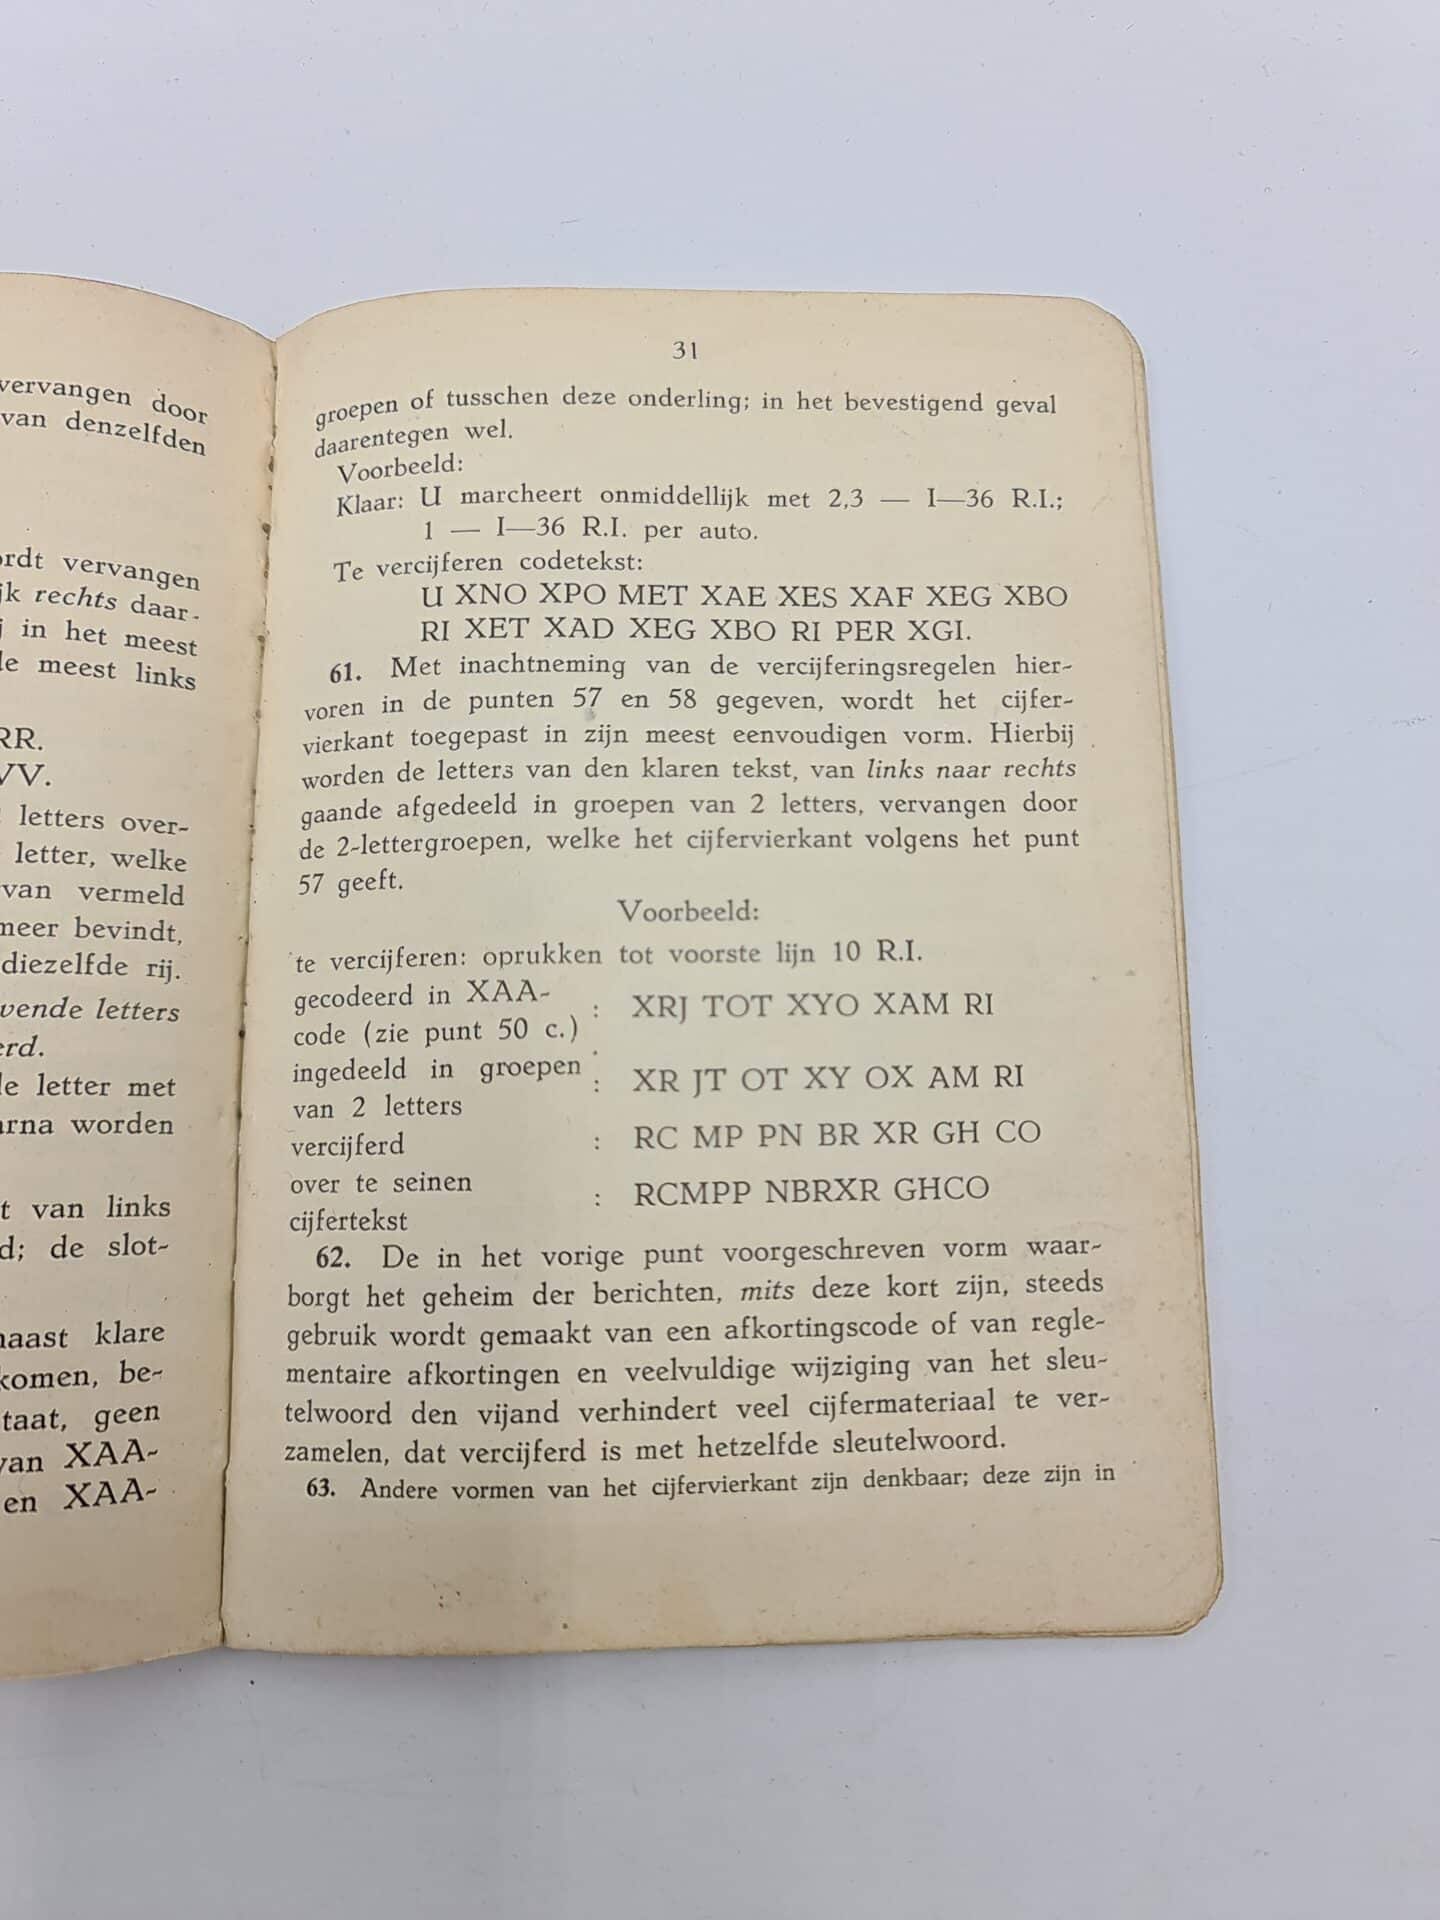 vervangen door
van denzelfden
vervangen
rechts daar-
in het meest
meest links
RR.
VV.
letters over-
letter, welke
van vermeld
meer bevindt,
diezelfde rij.
letters
letter met
worden
van links
de slot-
klare
komen, be-
staat, geen
van XAA-
en XAA-
31
groepen of tusschen deze onderling; in het bevestigend geval
daarentegen wel.
Voorbeeld:
Klaar: U marcheert onmiddellijk met 2,3 — I—36 R.I.;
1 — I—36 R.I. per auto.
Te vercijferen codetekst:
U XNO XPO MET XAE XES XAF XEG XBO
RI XET XAD XEG XBO RI PER XGI.
61. Met inachtneming van de vercijferingsregelen hier-
voren in de punten 57 en 58 gegeven, wordt het cijfer-
vierkant toegepast in zijn meest eenvoudigen vorm. Hierbij
worden de letters van den klaren tekst, van links naar rechts
gaande afgedeeld in groepen van 2 letters, vervangen door
de 2-lettergroepen, welke het cijfervierkant volgens het punt
57 geeft.
Voorbeeld:
te vercijferen: oprukken tot voorste lijn 10 R.I.
gecodeerd in XAA-
code (zie punt 50 c.) : XRJ TOT XYO XAM RI
ingedeeld in groepen
van 2 letters : XR JT OT XY OX AM RI
vercijferd : RC MP PN BR XR GH CO
over te seinen
cijfertekst : RCMPP NBRXR GHCO
62. De in het vorige punt voorgeschreven vorm waar-
borgt het geheim der berichten, mits deze kort zijn, steeds
gebruik wordt gemaakt van een afkortingscode of van regle-
mentaire afkortingen en veelvuldige wijziging van het sleu-
telwoord den vijand verhindert veel cijfermateriaal te ver-
zamelen, dat vercijferd is met hetzelfde sleutelwoord.
63. Andere vormen van het cijfervierkant zijn denkbaar; deze zijn in